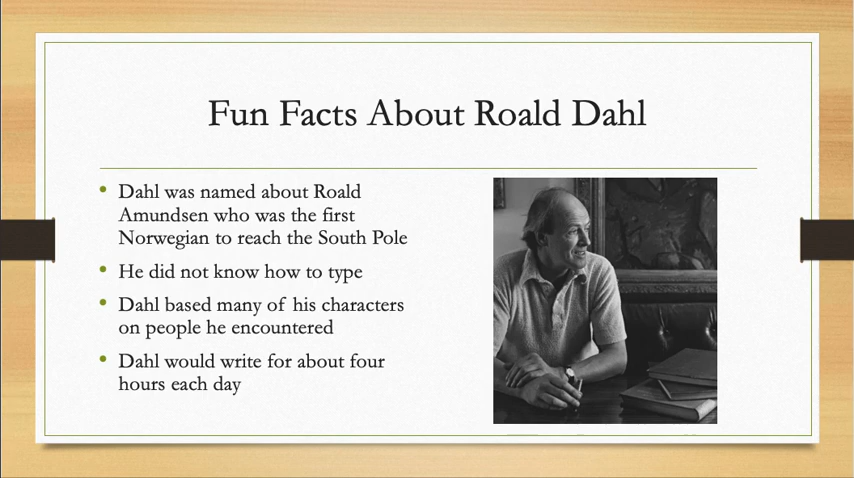 Fun Facts About Roald Dahl
• Dahl was named about Roald
Amundsen who was the first
Norwegian to reach the South Pole
• He did not know how to type
• Dahl based many of his characters
on people he encountered
• Dahl would write for about four
hours each day